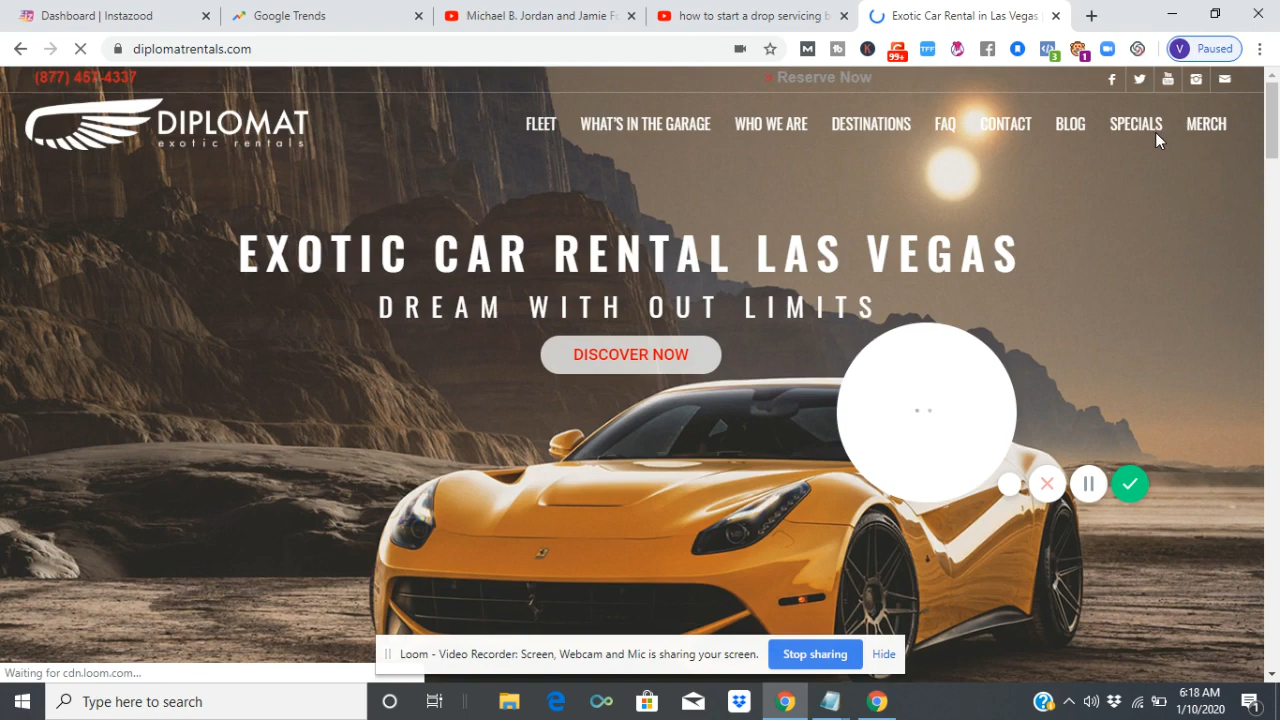 Dashboard | Instazood
Google Trends
Michael B. Jordan and Jamie Fo
how to start a drop servicing b
Exotic Car Rental in Las Vegas |
diplomatrentals.com
99+
3
1
V Paused
(877) 457-4337
Reserve Now
DIPLOMAT
exotic rentals
FLEET
WHAT'S IN THE GARAGE
WHO WE ARE
DESTINATIONS
FAQ
CONTACT
BLOG
SPECIALS
MERCH
EXOTIC CAR RENTAL LAS VEGAS
DREAM WITH OUT LIMITS
DISCOVER NOW
Loom - Video Recorder: Screen, Webcam and Mic is sharing your screen.
Stop sharing
Hide
Waiting for cdn.loom.com...
Type here to search
6:18 AM
1/10/2020